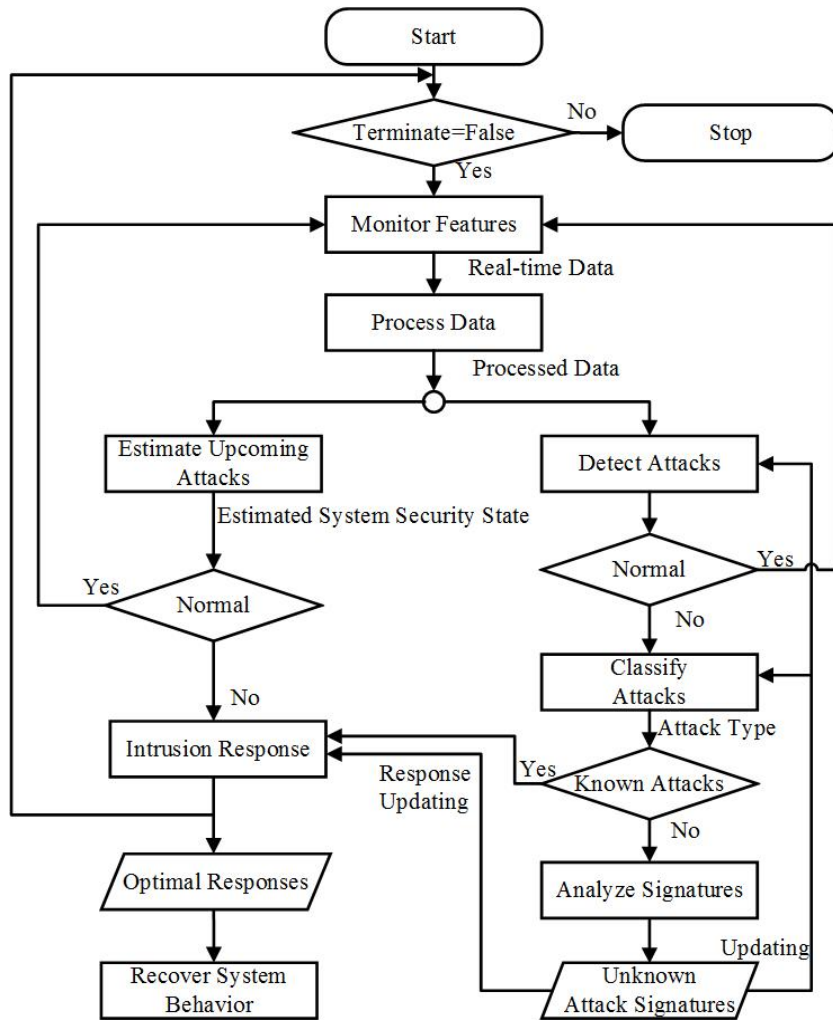 Start
Terminate=False
No
Stop
Yes
Monitor Features
Real-time Data
Process Data
Processed Data
Estimate Upcoming
Attacks
Detect Attacks
Estimated System Security State
Yes
Normal
Normal
Yes
No
Classify
Attacks
No
Attack Type
Intrusion Response
Response
Updating
Yes
Known Attacks
No
Optimal Responses
Analyze Signatures
Updating
Recover System
Behavior
Unknown
Attack Signatures